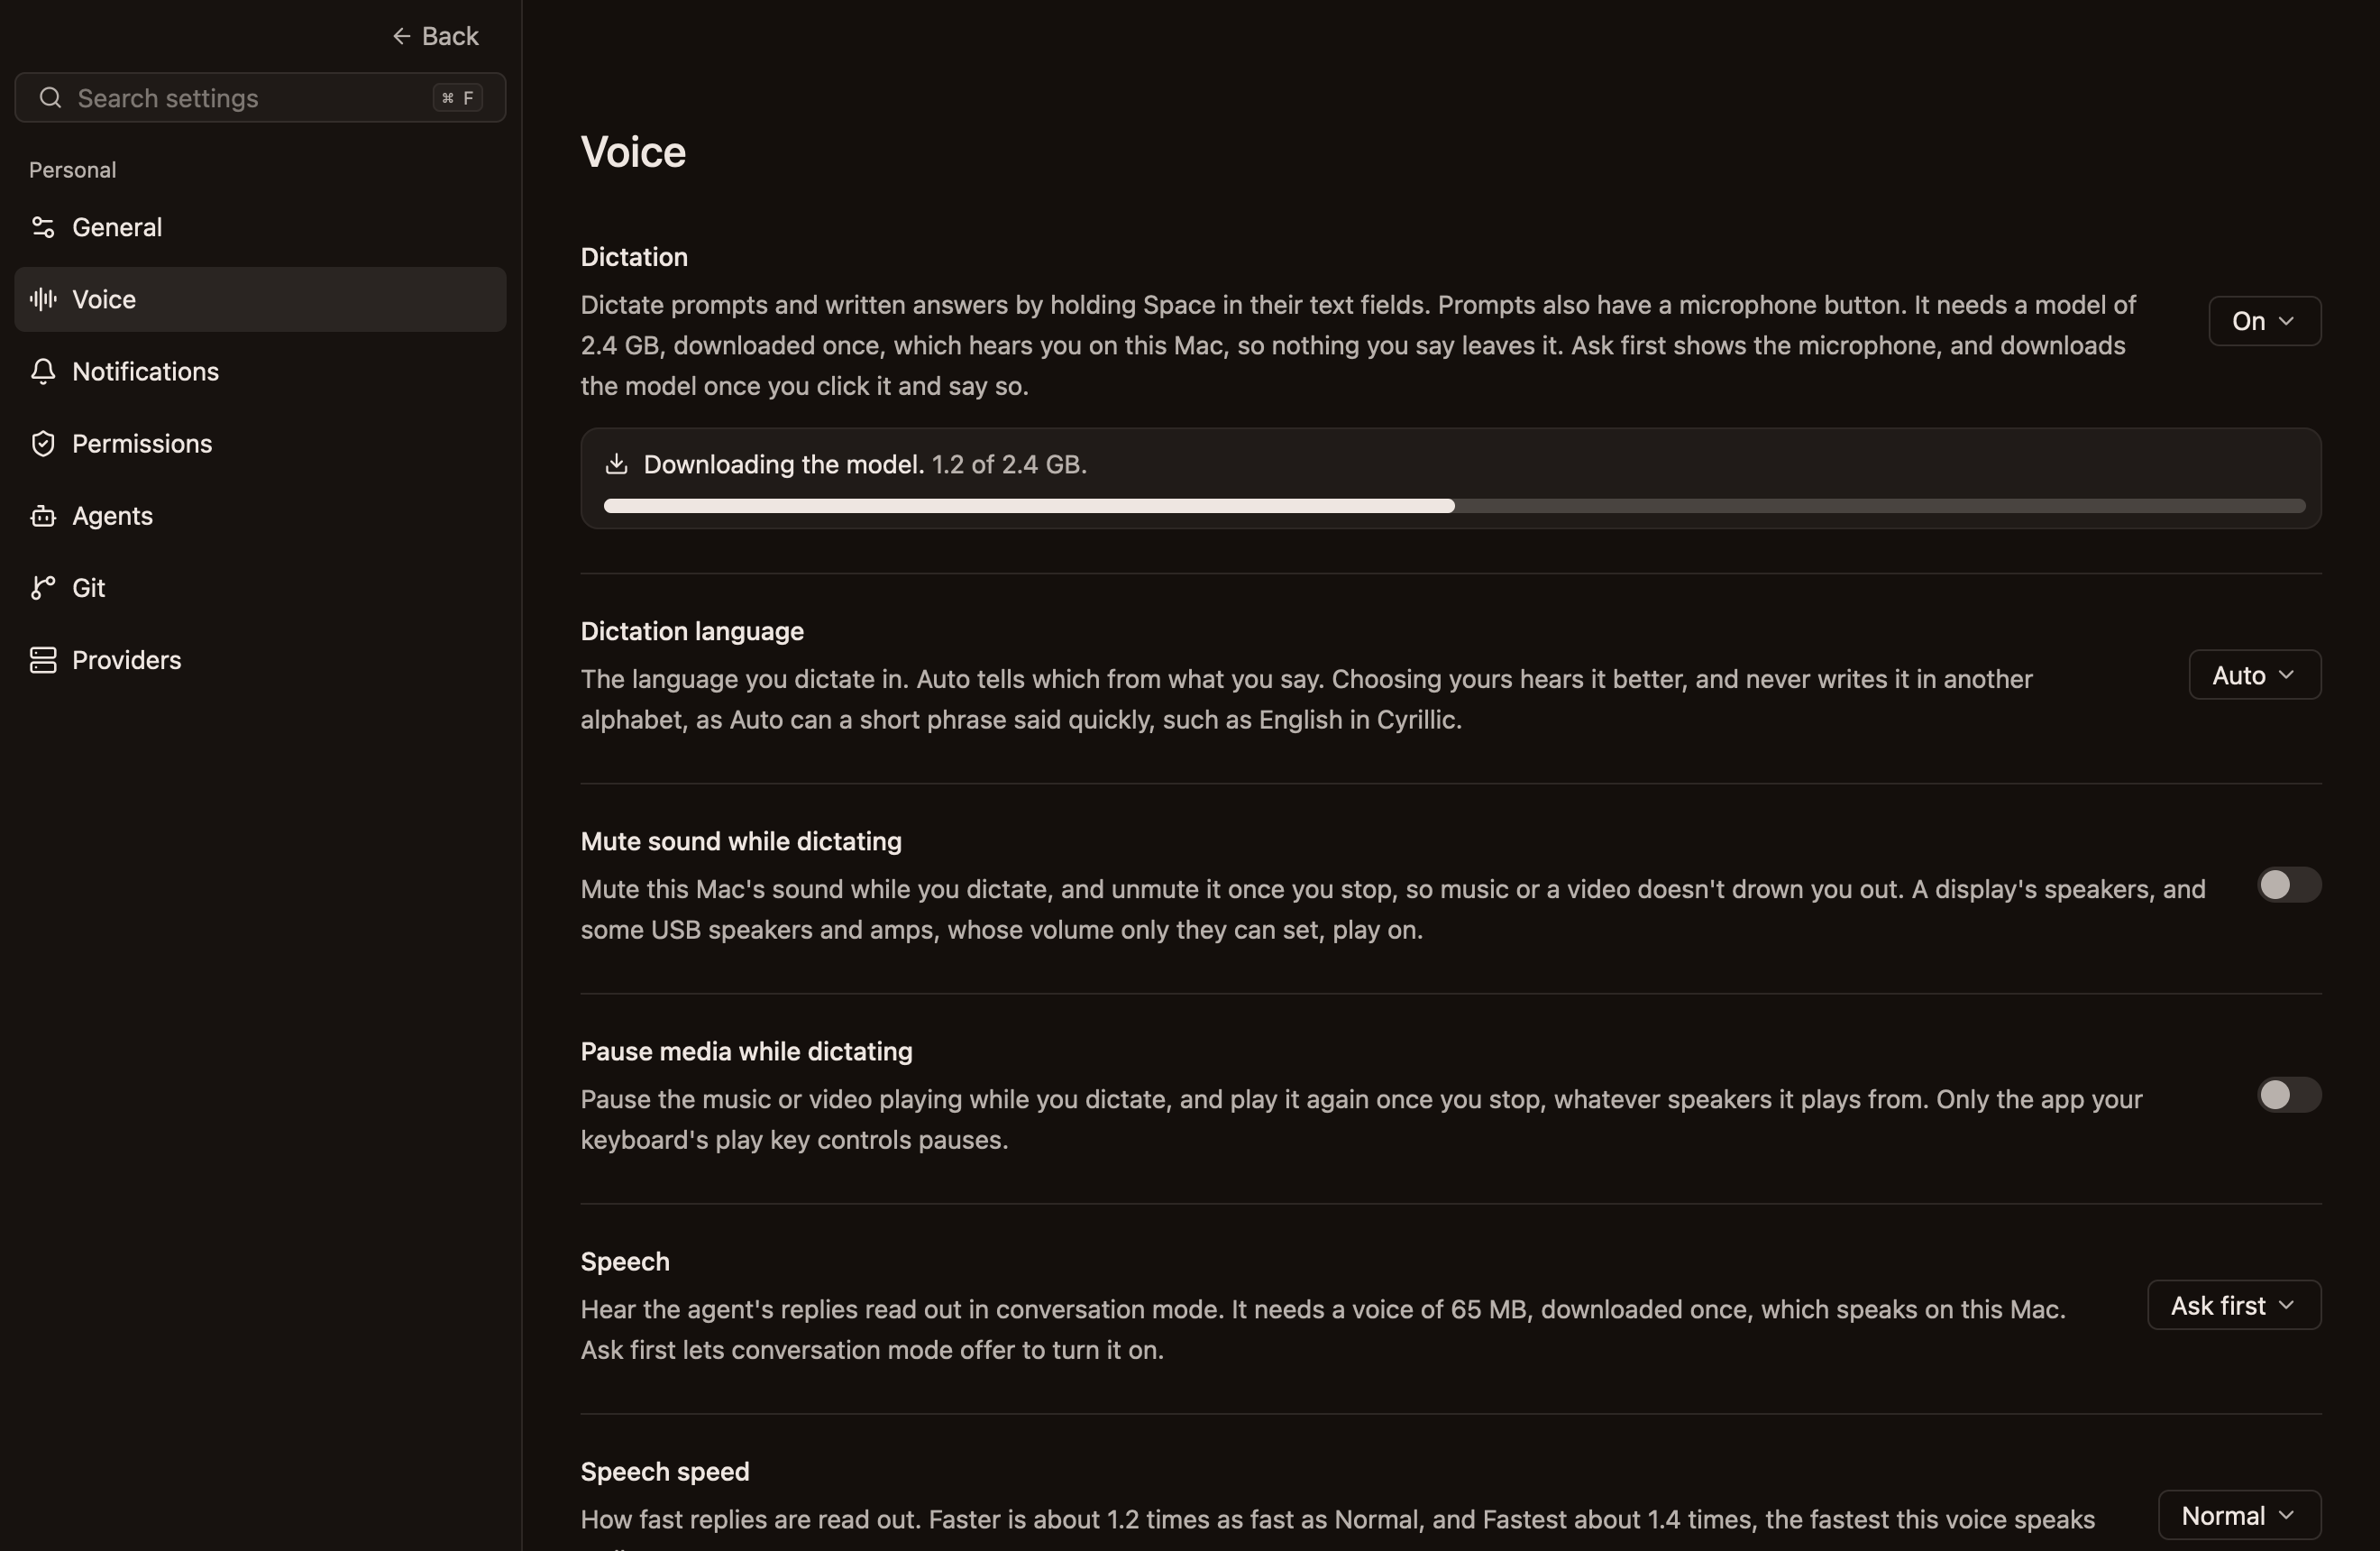 Back
Search settings
⌘ F
Personal
General
Voice
Notifications
Permissions
Agents
Git
Providers
Voice
Dictation
Dictate prompts and written answers by holding Space in their text fields. Prompts also have a microphone button. It needs a model of
2.4 GB, downloaded once, which hears you on this Mac, so nothing you say leaves it. Ask first shows the microphone, and downloads
the model once you click it and say so.
On
Downloading the model. 1.2 of 2.4 GB.
Dictation language
The language you dictate in. Auto tells which from what you say. Choosing yours hears it better, and never writes it in another
alphabet, as Auto can a short phrase said quickly, such as English in Cyrillic.
Auto
Mute sound while dictating
Mute this Mac's sound while you dictate, and unmute it once you stop, so music or a video doesn't drown you out. A display's speakers, and
some USB speakers and amps, whose volume only they can set, play on.
Pause media while dictating
Pause the music or video playing while you dictate, and play it again once you stop, whatever speakers it plays from. Only the app your
keyboard's play key controls pauses.
Speech
Hear the agent's replies read out in conversation mode. It needs a voice of 65 MB, downloaded once, which speaks on this Mac.
Ask first lets conversation mode offer to turn it on.
Ask first
Speech speed
How fast replies are read out. Faster is about 1.2 times as fast as Normal, and Fastest about 1.4 times, the fastest this voice speaks
Normal